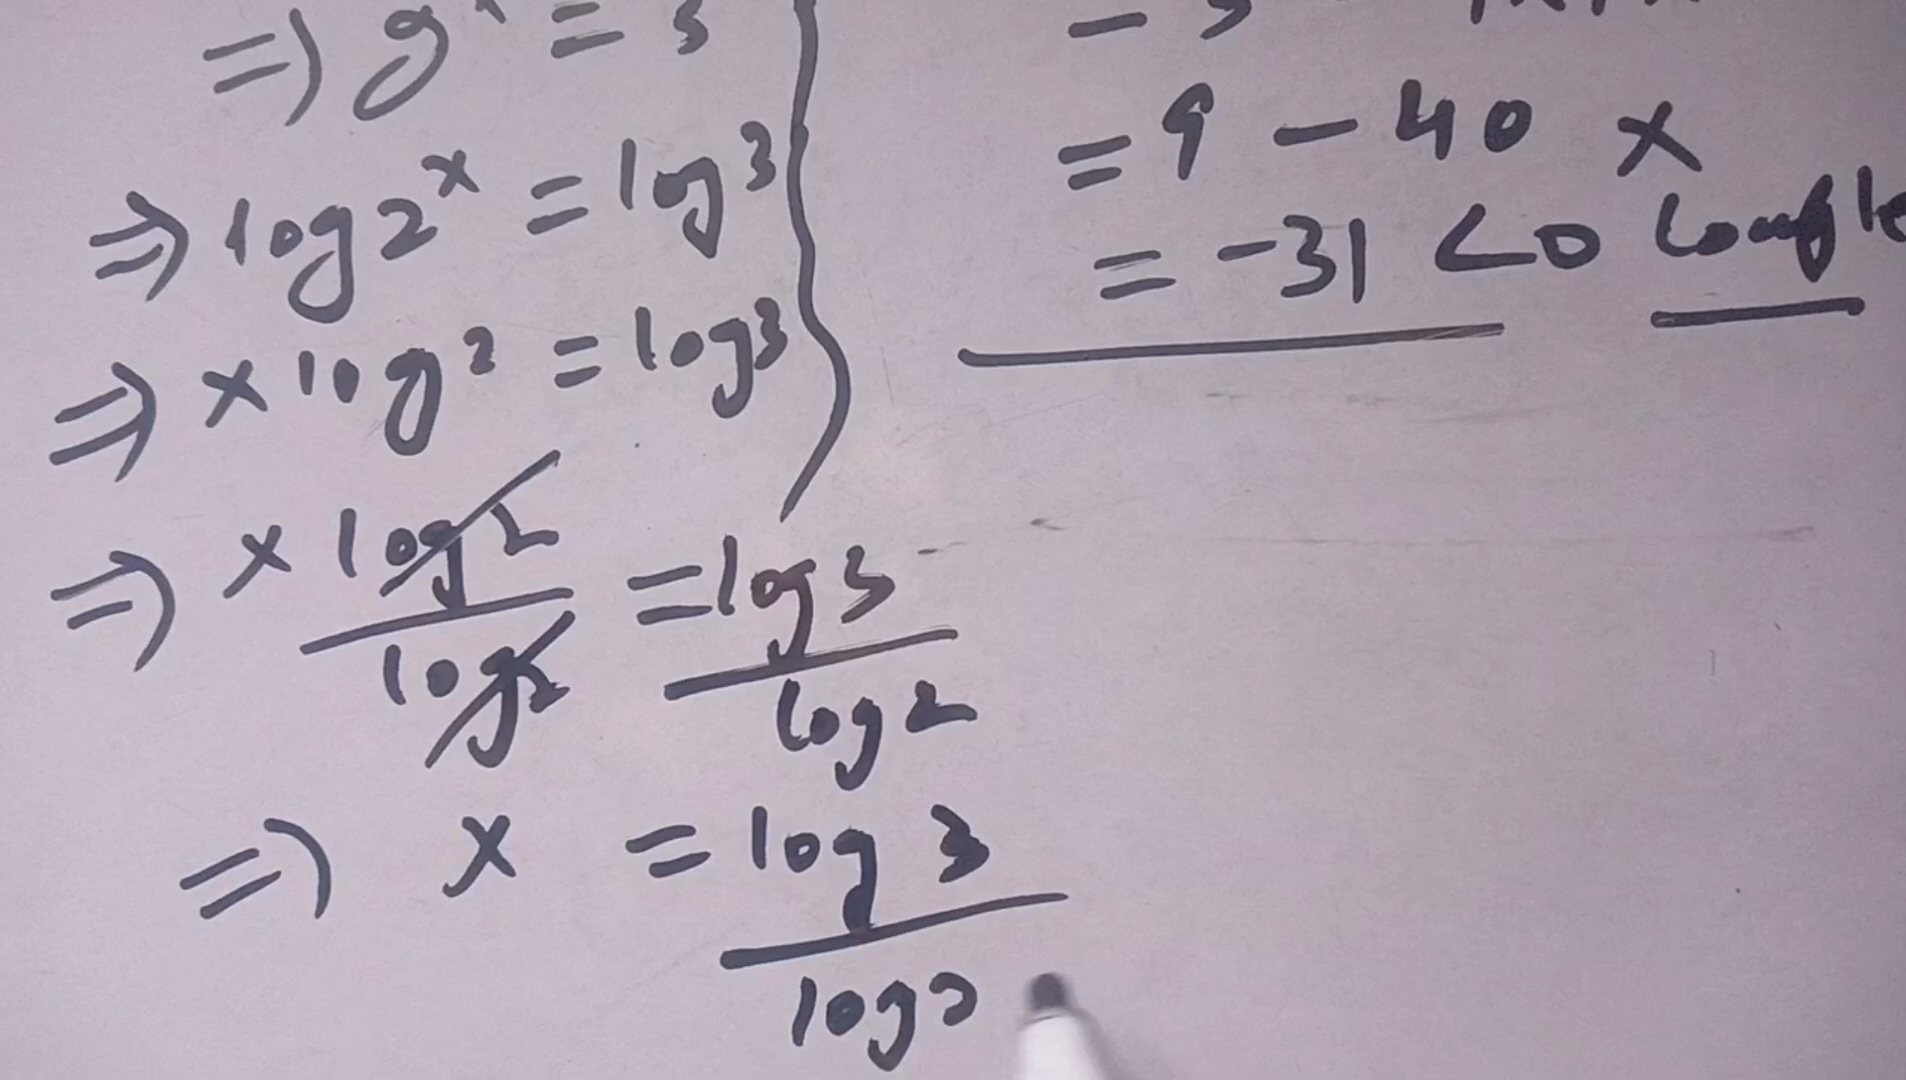 => 2^x = 3
=> log 2^x = log 3
=> x log 2 = log 3
=> x log 2 / log 2 = log 3 / log 2
=> x = log 3 / log 2
= 9 - 40 x
= -31 < 0 Comple